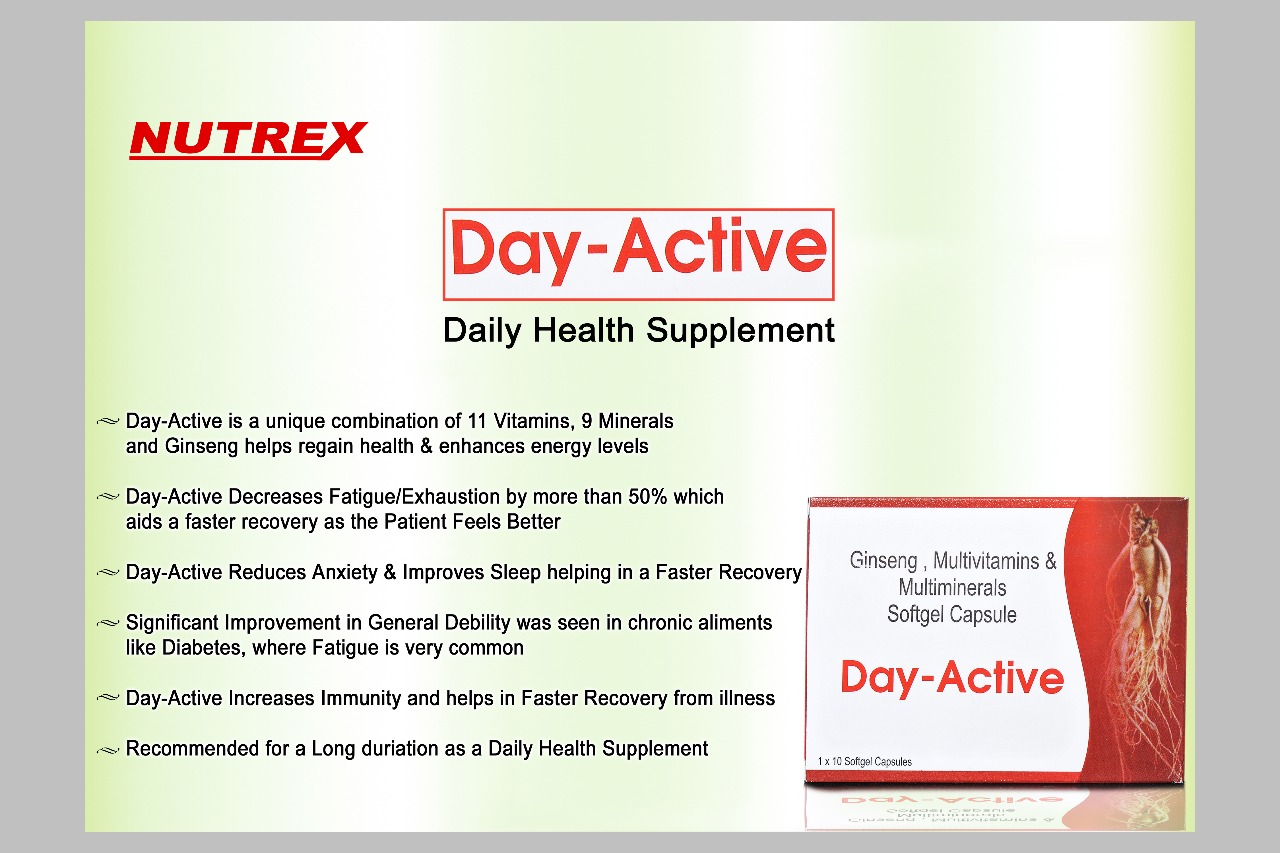 NUTREX
Day-Active
Daily Health Supplement
Day-Active is a unique combination of 11 Vitamins, 9 Minerals
and Ginseng helps regain health & enhances energy levels
Day-Active Decreases Fatigue/Exhaustion by more than 50% which
aids a faster recovery as the Patient Feels Better
Day-Active Reduces Anxiety & Improves Sleep helping in a Faster Recovery
Significant Improvement in General Debility was seen in chronic aliments
like Diabetes, where Fatigue is very common
Day-Active Increases Immunity and helps in Faster Recovery from illness
Recommended for a Long duriation as a Daily Health Supplement
Ginseng , Multivitamins &
Multiminerals
Softgel Capsule
Day-Active
1 x 10 Softgel Capsules